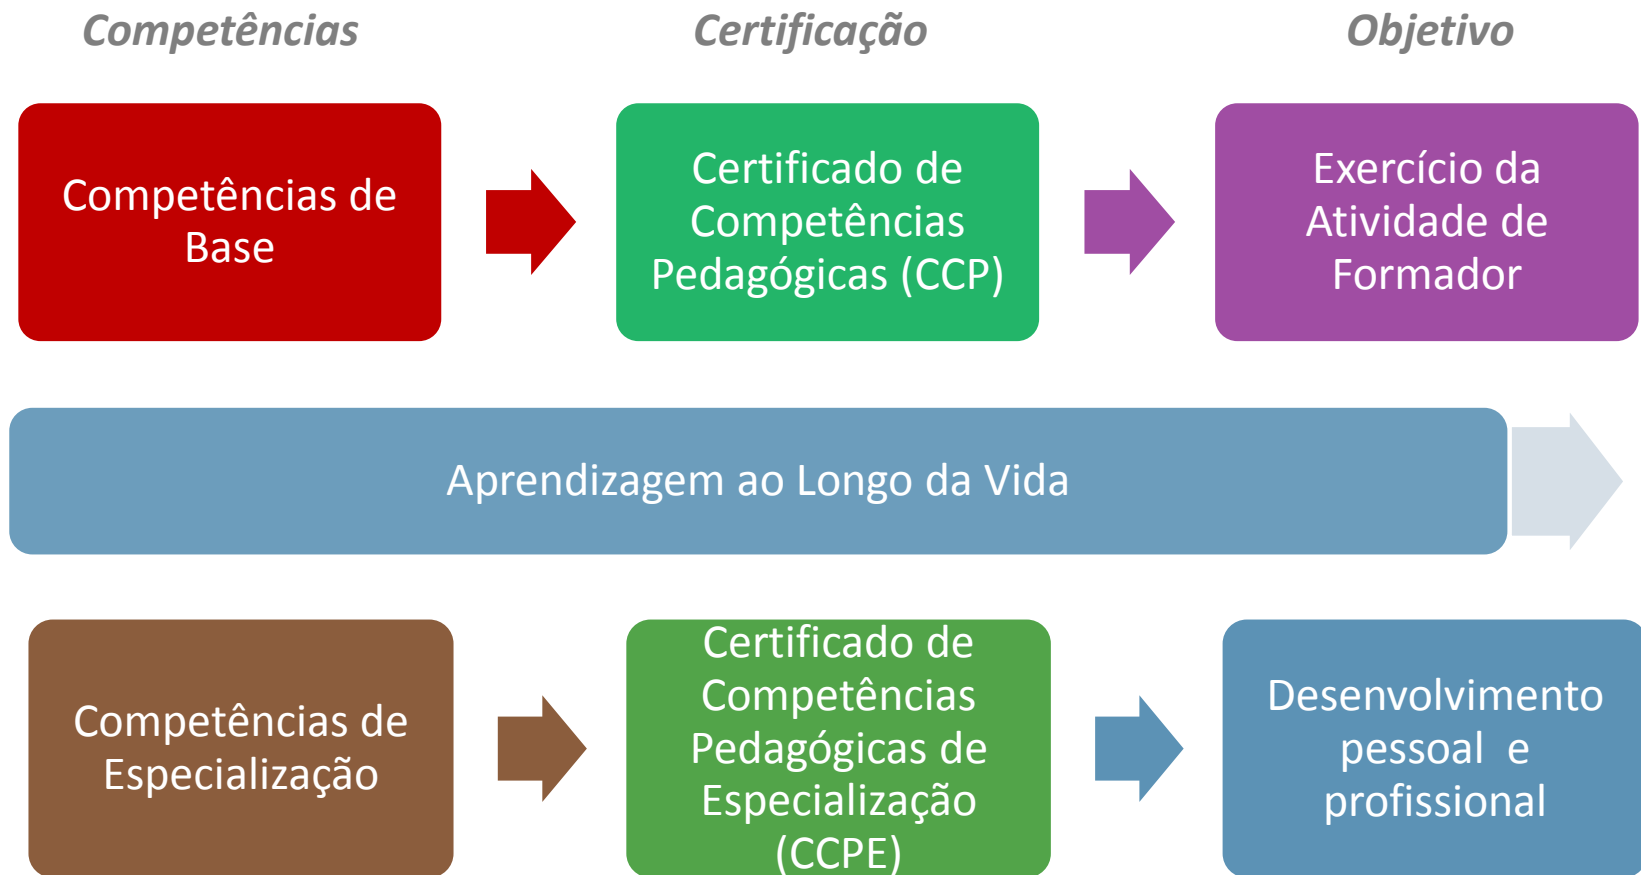 Competências
Certificação
Objetivo
Competências de
Base
Certificado de
Competências
Pedagógicas (CCP)
Exercício da
Atividade de
Formador
Aprendizagem ao Longo da Vida
Competências de
Especialização
Certificado de
Competências
Pedagógicas de
Especialização
(CCPE)
Desenvolvimento
pessoal e
profissional